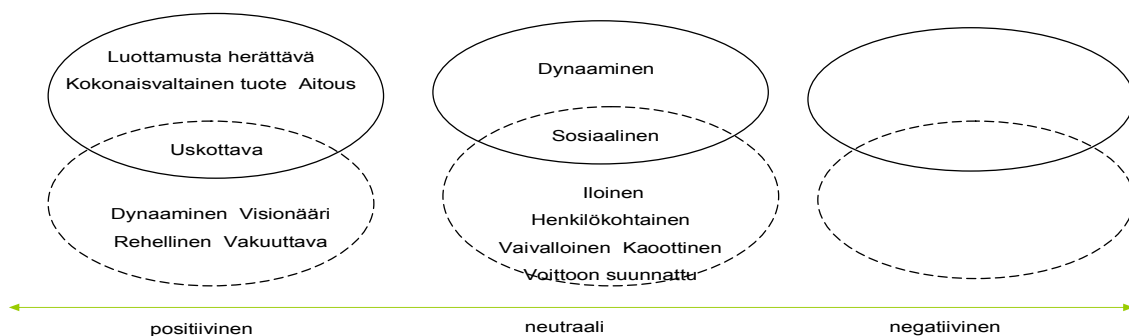 Luottamusta herättävä
Kokonaisvaltainen tuote Aitous
Uskottava
Dynaaminen Visionääri
Rehellinen Vakuuttava
Dynaaminen
Sosiaalinen
Iloinen
Henkilökohtainen
Vaivalloinen Kaoottinen
Voittoon suunnattu
positiivinen
neutraali
negatiivinen